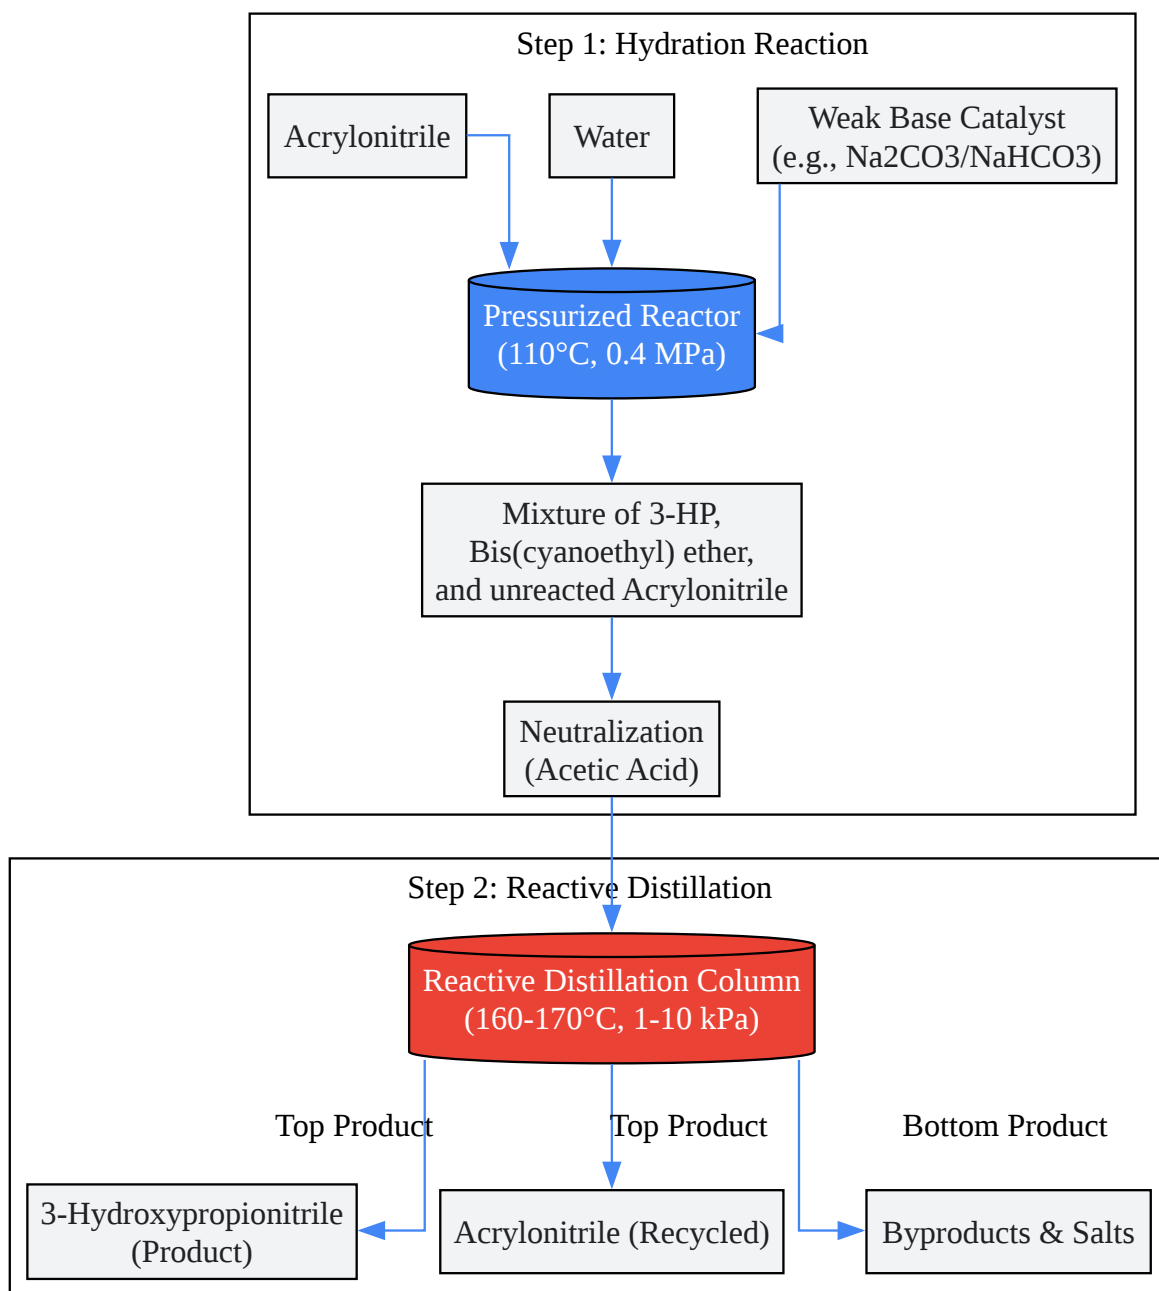 Step 1: Hydration Reaction
Acrylonitrile
Water
Weak Base Catalyst
(e.g., Na2CO3/NaHCO3)
Pressurized Reactor
(110°C, 0.4 MPa)
Mixture of 3-HP,
Bis(cyanoethyl) ether,
and unreacted Acrylonitrile
Neutralization
(Acetic Acid)
Step 2: Reactive Distillation
Reactive Distillation Column
(160-170°C, 1-10 kPa)
Top Product
Top Product
Bottom Product
3-Hydroxypropionitrile
(Product)
Acrylonitrile (Recycled)
Byproducts & Salts